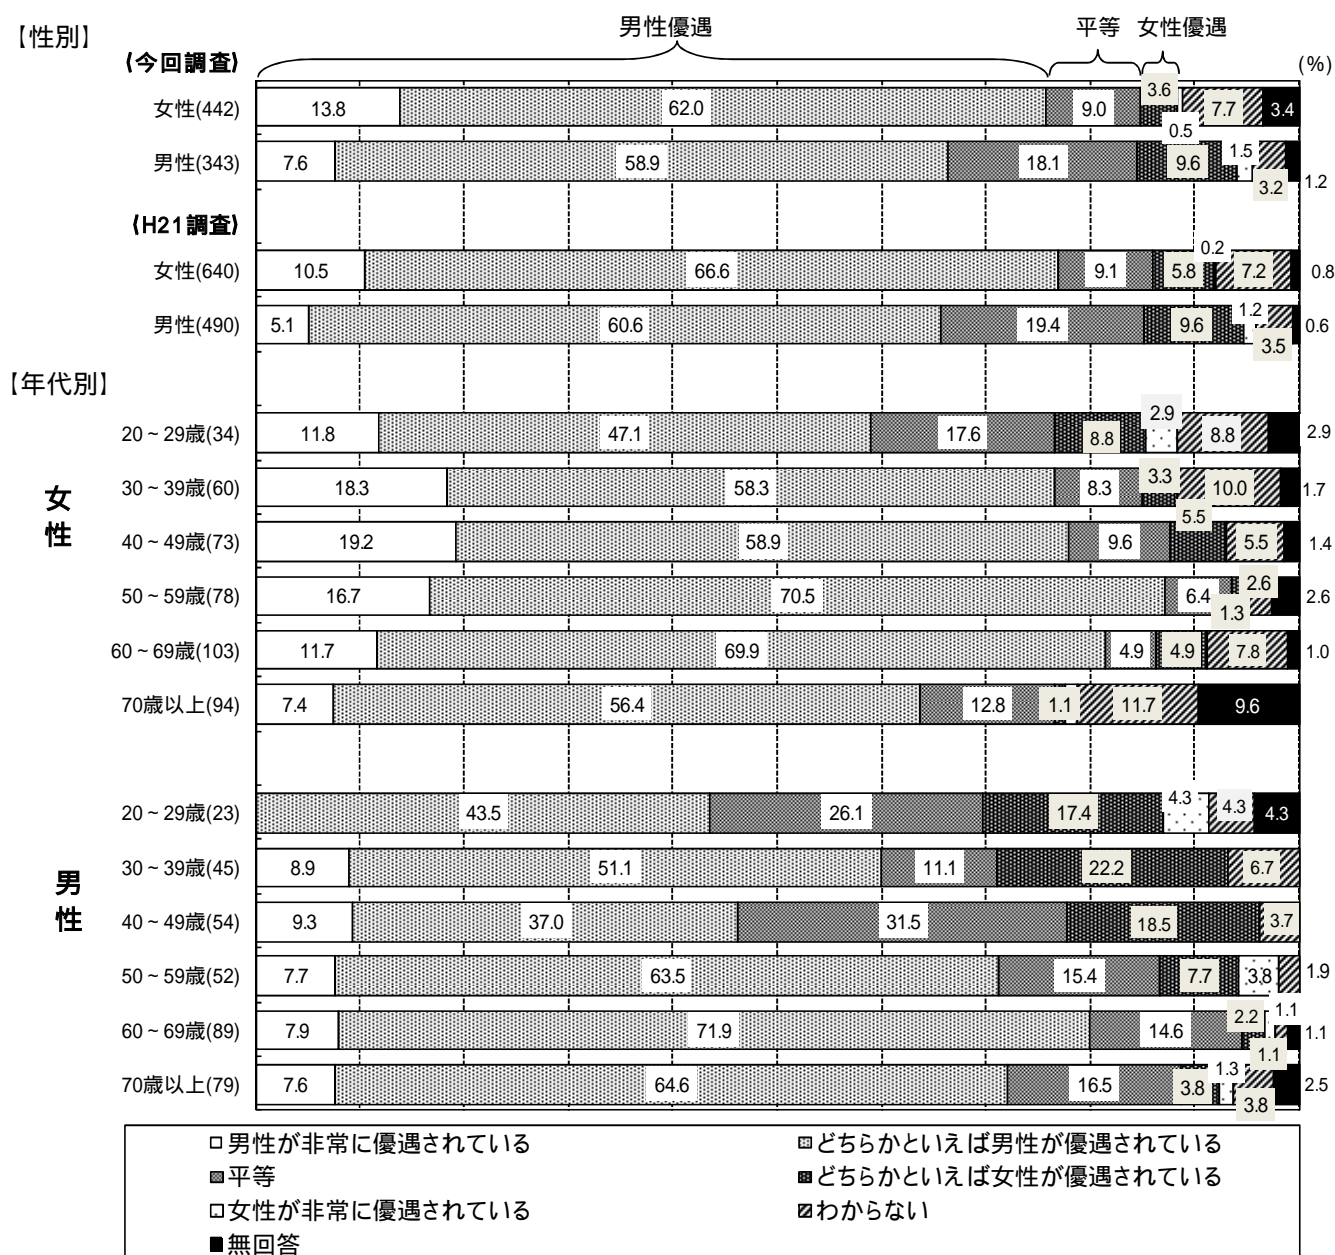 【性別】
男性優遇 平等 女性優遇
(今回調査) (%)
女性(442) 13.8 62.0 9.0 3.6 0.5 7.7 3.4
男性(343) 7.6 58.9 18.1 9.6 1.5 3.2 1.2
(H21調査)
女性(640) 10.5 66.6 9.1 5.8 0.2 7.2 0.8
男性(490) 5.1 60.6 19.4 9.6 1.2 3.5 0.6
【年代別】
女性
20~29歳(34) 11.8 47.1 17.6 8.8 2.9 8.8 2.9
30~39歳(60) 18.3 58.3 8.3 3.3 10.0 1.7
40~49歳(73) 19.2 58.9 9.6 5.5 5.5 1.4
50~59歳(78) 16.7 70.5 6.4 1.3 2.6 2.6
60~69歳(103) 11.7 69.9 4.9 4.9 7.8 1.0
70歳以上(94) 7.4 56.4 12.8 1.1 11.7 9.6
男性
20~29歳(23) 43.5 26.1 17.4 4.3 4.3 4.3
30~39歳(45) 8.9 51.1 11.1 22.2 6.7
40~49歳(54) 9.3 37.0 31.5 18.5 3.7
50~59歳(52) 7.7 63.5 15.4 7.7 3.8 1.9
60~69歳(89) 7.9 71.9 14.6 2.2 1.1 1.1 1.1
70歳以上(79) 7.6 64.6 16.5 3.8 1.3 3.8 2.5
男性が非常に優遇されている どちらかといえば男性が優遇されている
平等 どちらかといえば女性が優遇されている
女性が非常に優遇されている わからない
無回答